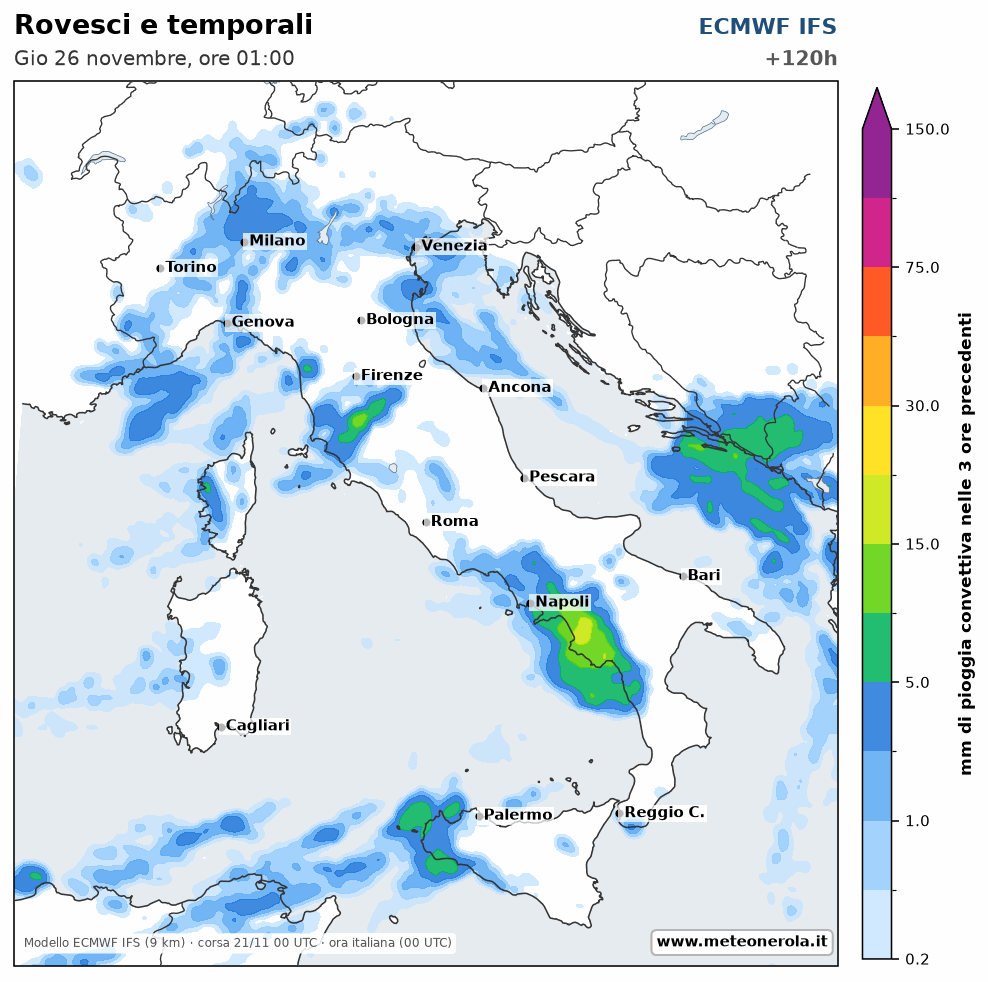 Rovesci e temporali
ECMWF IFS
Gio 26 novembre, ore 01:00
+120h
Milano
Venezia
Torino
Genova
Bologna
Firenze
Ancona
Pescara
Roma
Bari
Napoli
Cagliari
Palermo
Reggio C.
150.0
75.0
30.0
15.0
5.0
1.0
0.2
mm di pioggia convettiva nelle 3 ore precedenti
Modello ECMWF IFS (9 km) · corsa 21/11 00 UTC · ora italiana (00 UTC)
www.meteonerola.it